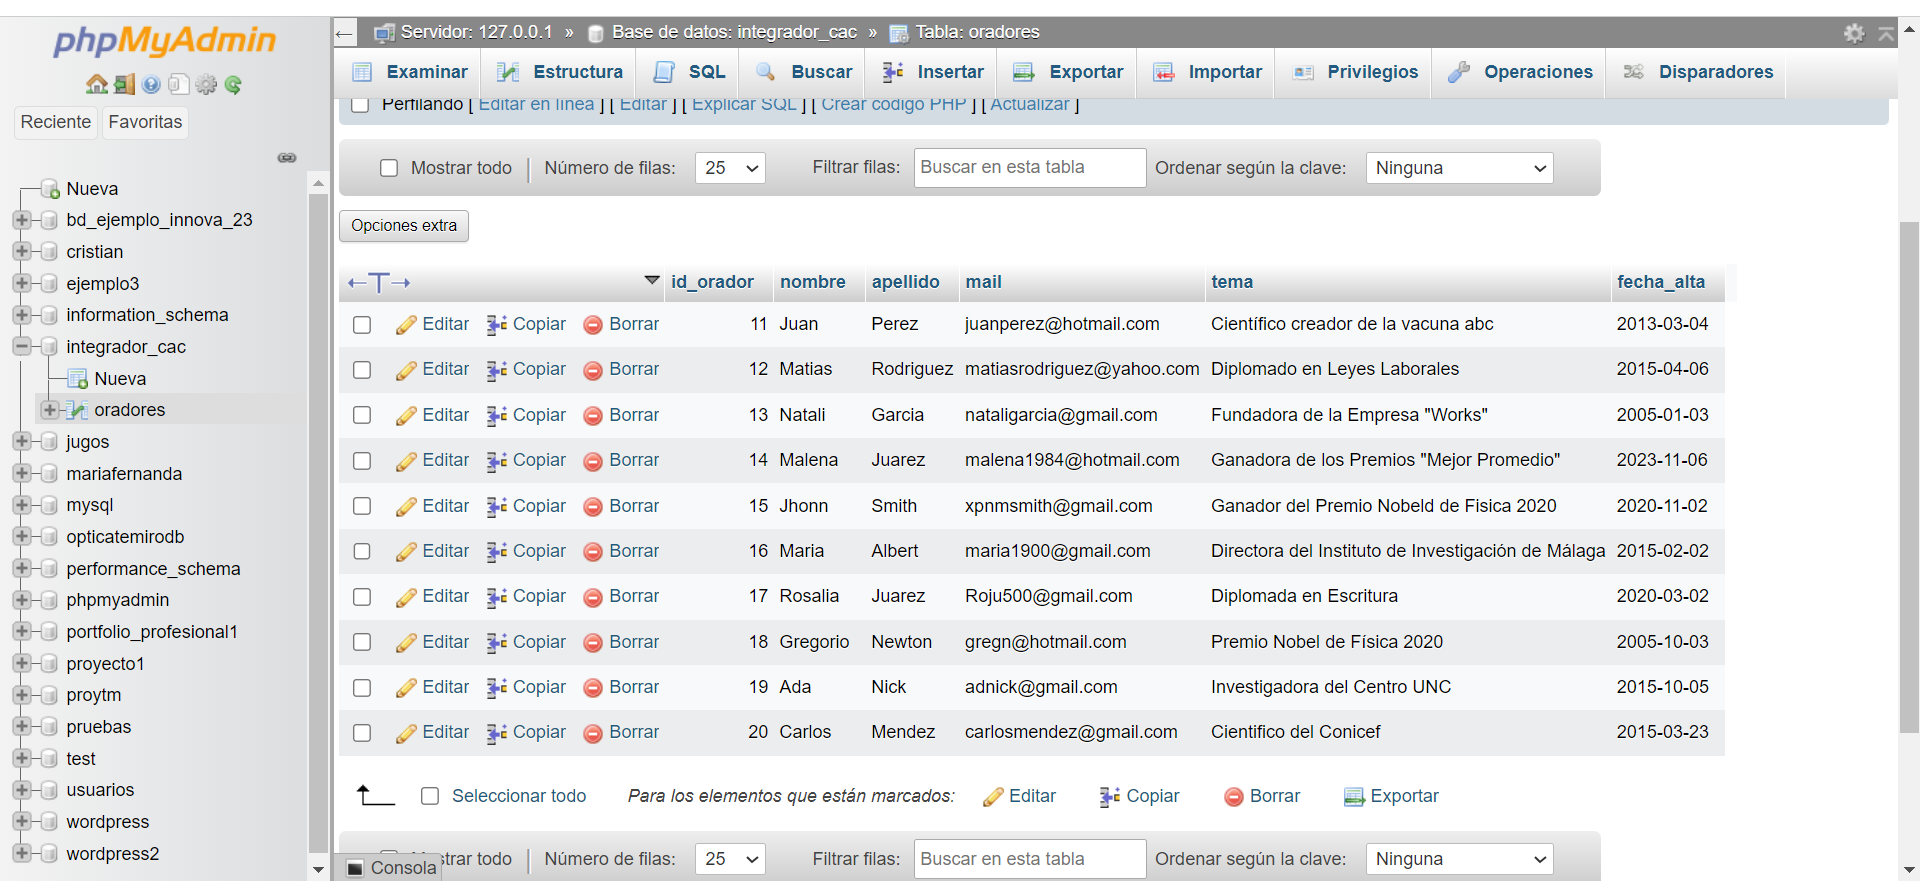 phpMyAdmin
Reciente Favoritas
Nueva
bd_ejemplo_innova_23
cristian
ejemplo3
information_schema
integrador_cac
Nueva
oradores
jugos
mariafernanda
mysql
opticatemirodb
performance_schema
phpmyadmin
portfolio_profesional1
proyecto1
proytm
pruebas
test
usuarios
wordpress
wordpress2
← Servidor: 127.0.0.1 » Base de datos: integrador_cac » Tabla: oradores
Examinar Estructura SQL Buscar Insertar Exportar Importar Privilegios Operaciones Disparadores
Perfilando [ Editar en línea ] [ Editar ] [ Explicar SQL ] [ Crear código PHP ] [ Actualizar ]
Mostrar todo Número de filas: 25 Filtrar filas: Buscar en esta tabla Ordenar según la clave: Ninguna
Opciones extra
←T→ id_orador nombre apellido mail tema fecha_alta
Editar Copiar Borrar 11 Juan Perez juanperez@hotmail.com Científico creador de la vacuna abc 2013-03-04
Editar Copiar Borrar 12 Matias Rodriguez matiasrodriguez@yahoo.com Diplomado en Leyes Laborales 2015-04-06
Editar Copiar Borrar 13 Natali Garcia nataligarcia@gmail.com Fundadora de la Empresa "Works" 2005-01-03
Editar Copiar Borrar 14 Malena Juarez malena1984@hotmail.com Ganadora de los Premios "Mejor Promedio" 2023-11-06
Editar Copiar Borrar 15 Jhonn Smith xpnmsmith@gmail.com Ganador del Premio Nobeld de Fisica 2020 2020-11-02
Editar Copiar Borrar 16 Maria Albert maria1900@gmail.com Directora del Instituto de Investigación de Málaga 2015-02-02
Editar Copiar Borrar 17 Rosalia Juarez Roju500@gmail.com Diplomada en Escritura 2020-03-02
Editar Copiar Borrar 18 Gregorio Newton gregn@hotmail.com Premio Nobel de Física 2020 2005-10-03
Editar Copiar Borrar 19 Ada Nick adnick@gmail.com Investigadora del Centro UNC 2015-10-05
Editar Copiar Borrar 20 Carlos Mendez carlosmendez@gmail.com Cientifico del Conicef 2015-03-23
Seleccionar todo Para los elementos que están marcados: Editar Copiar Borrar Exportar
strar todo Número de filas: 25 Filtrar filas: Buscar en esta tabla Ordenar según la clave: Ninguna
Consola